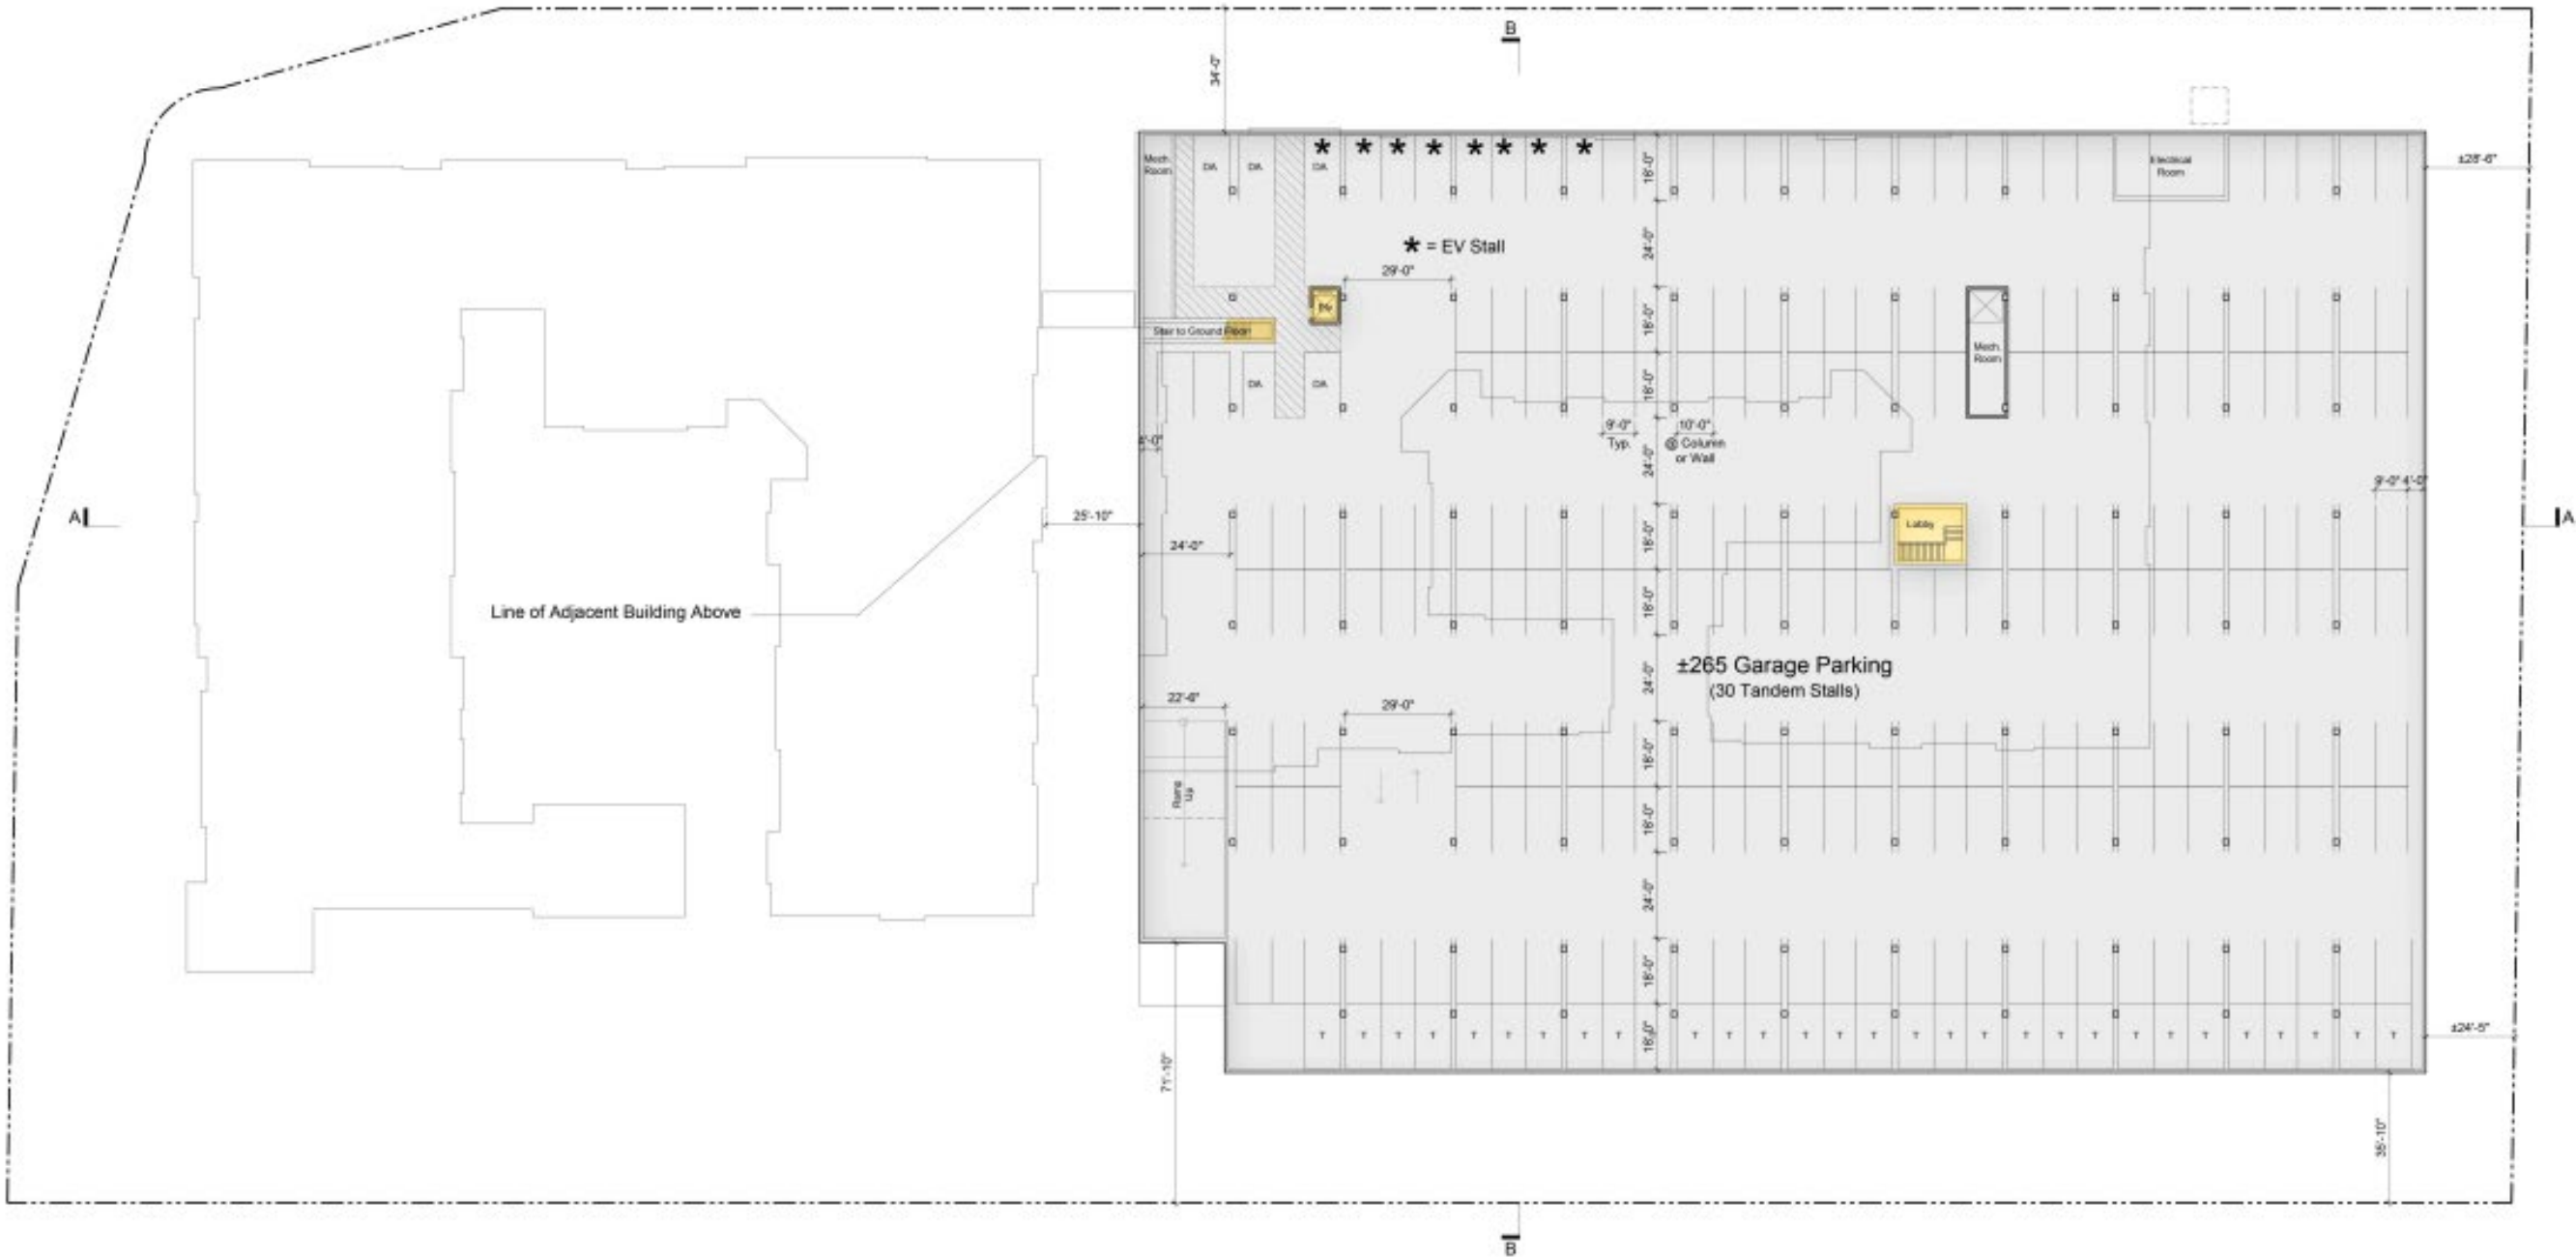 B
34'-0"
Mech.
Room
DA
DA
DA
* * * * * * * *
18'-0"
Electrical
Room
±28'-6"
* = EV Stall
24'-0"
29'-0"
Stair to Ground Floor
18'-0"
Mech.
Room
DA
DA
18'-0"
9'-0"
Typ.
10'-0"
@ Column
or Wall
24'-0"
9'-0" 4'-0"
A
25'-10"
24'-0"
18'-0"
Lobby
A
Line of Adjacent Building Above
18'-0"
±265 Garage Parking
(30 Tandem Stalls)
24'-0"
22'-6"
29'-0"
18'-0"
Ramp
Up
18'-0"
24'-0"
18'-0"
T T T T T T T T T
18'-0"
T T T T T T T T T T T T T T T T T T T T T
±24'-5"
71'-10"
35'-10"
B